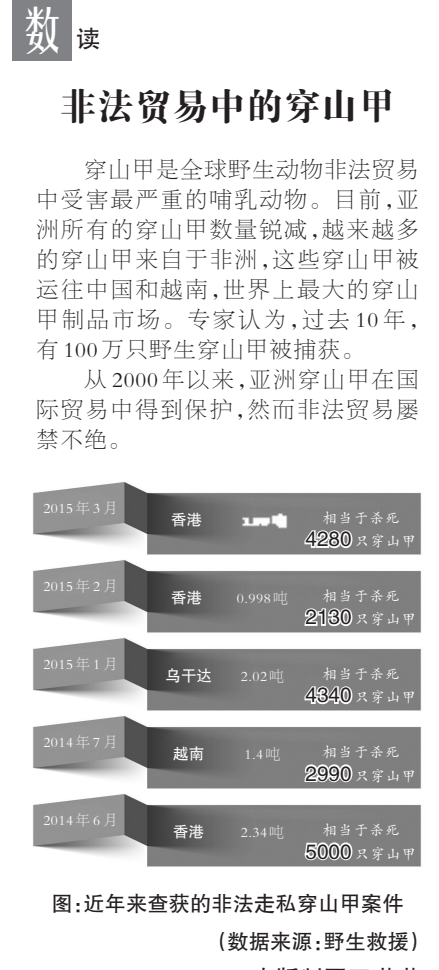 数 读
非法贸易中的穿山甲
穿山甲是全球野生动物非法贸易
中受害最严重的哺乳动物。目前,亚
洲所有的穿山甲数量锐减,越来越多
的穿山甲来自于非洲,这些穿山甲被
运往中国和越南,世界上最大的穿山
甲制品市场。专家认为,过去10年,
有100万只野生穿山甲被捕获。
从2000年以来,亚洲穿山甲在国
际贸易中得到保护,然而非法贸易屡
禁不绝。
2015年3月
香港 相当于杀死
4280只穿山甲
2015年2月
香港 0.998吨 相当于杀死
2130只穿山甲
2015年1月
乌干达 2.02吨 相当于杀死
4340只穿山甲
2014年7月
越南 1.4吨 相当于杀死
2990只穿山甲
2014年6月
香港 2.34吨 相当于杀死
5000只穿山甲
图:近年来查获的非法走私穿山甲案件
(数据来源:野生救援)